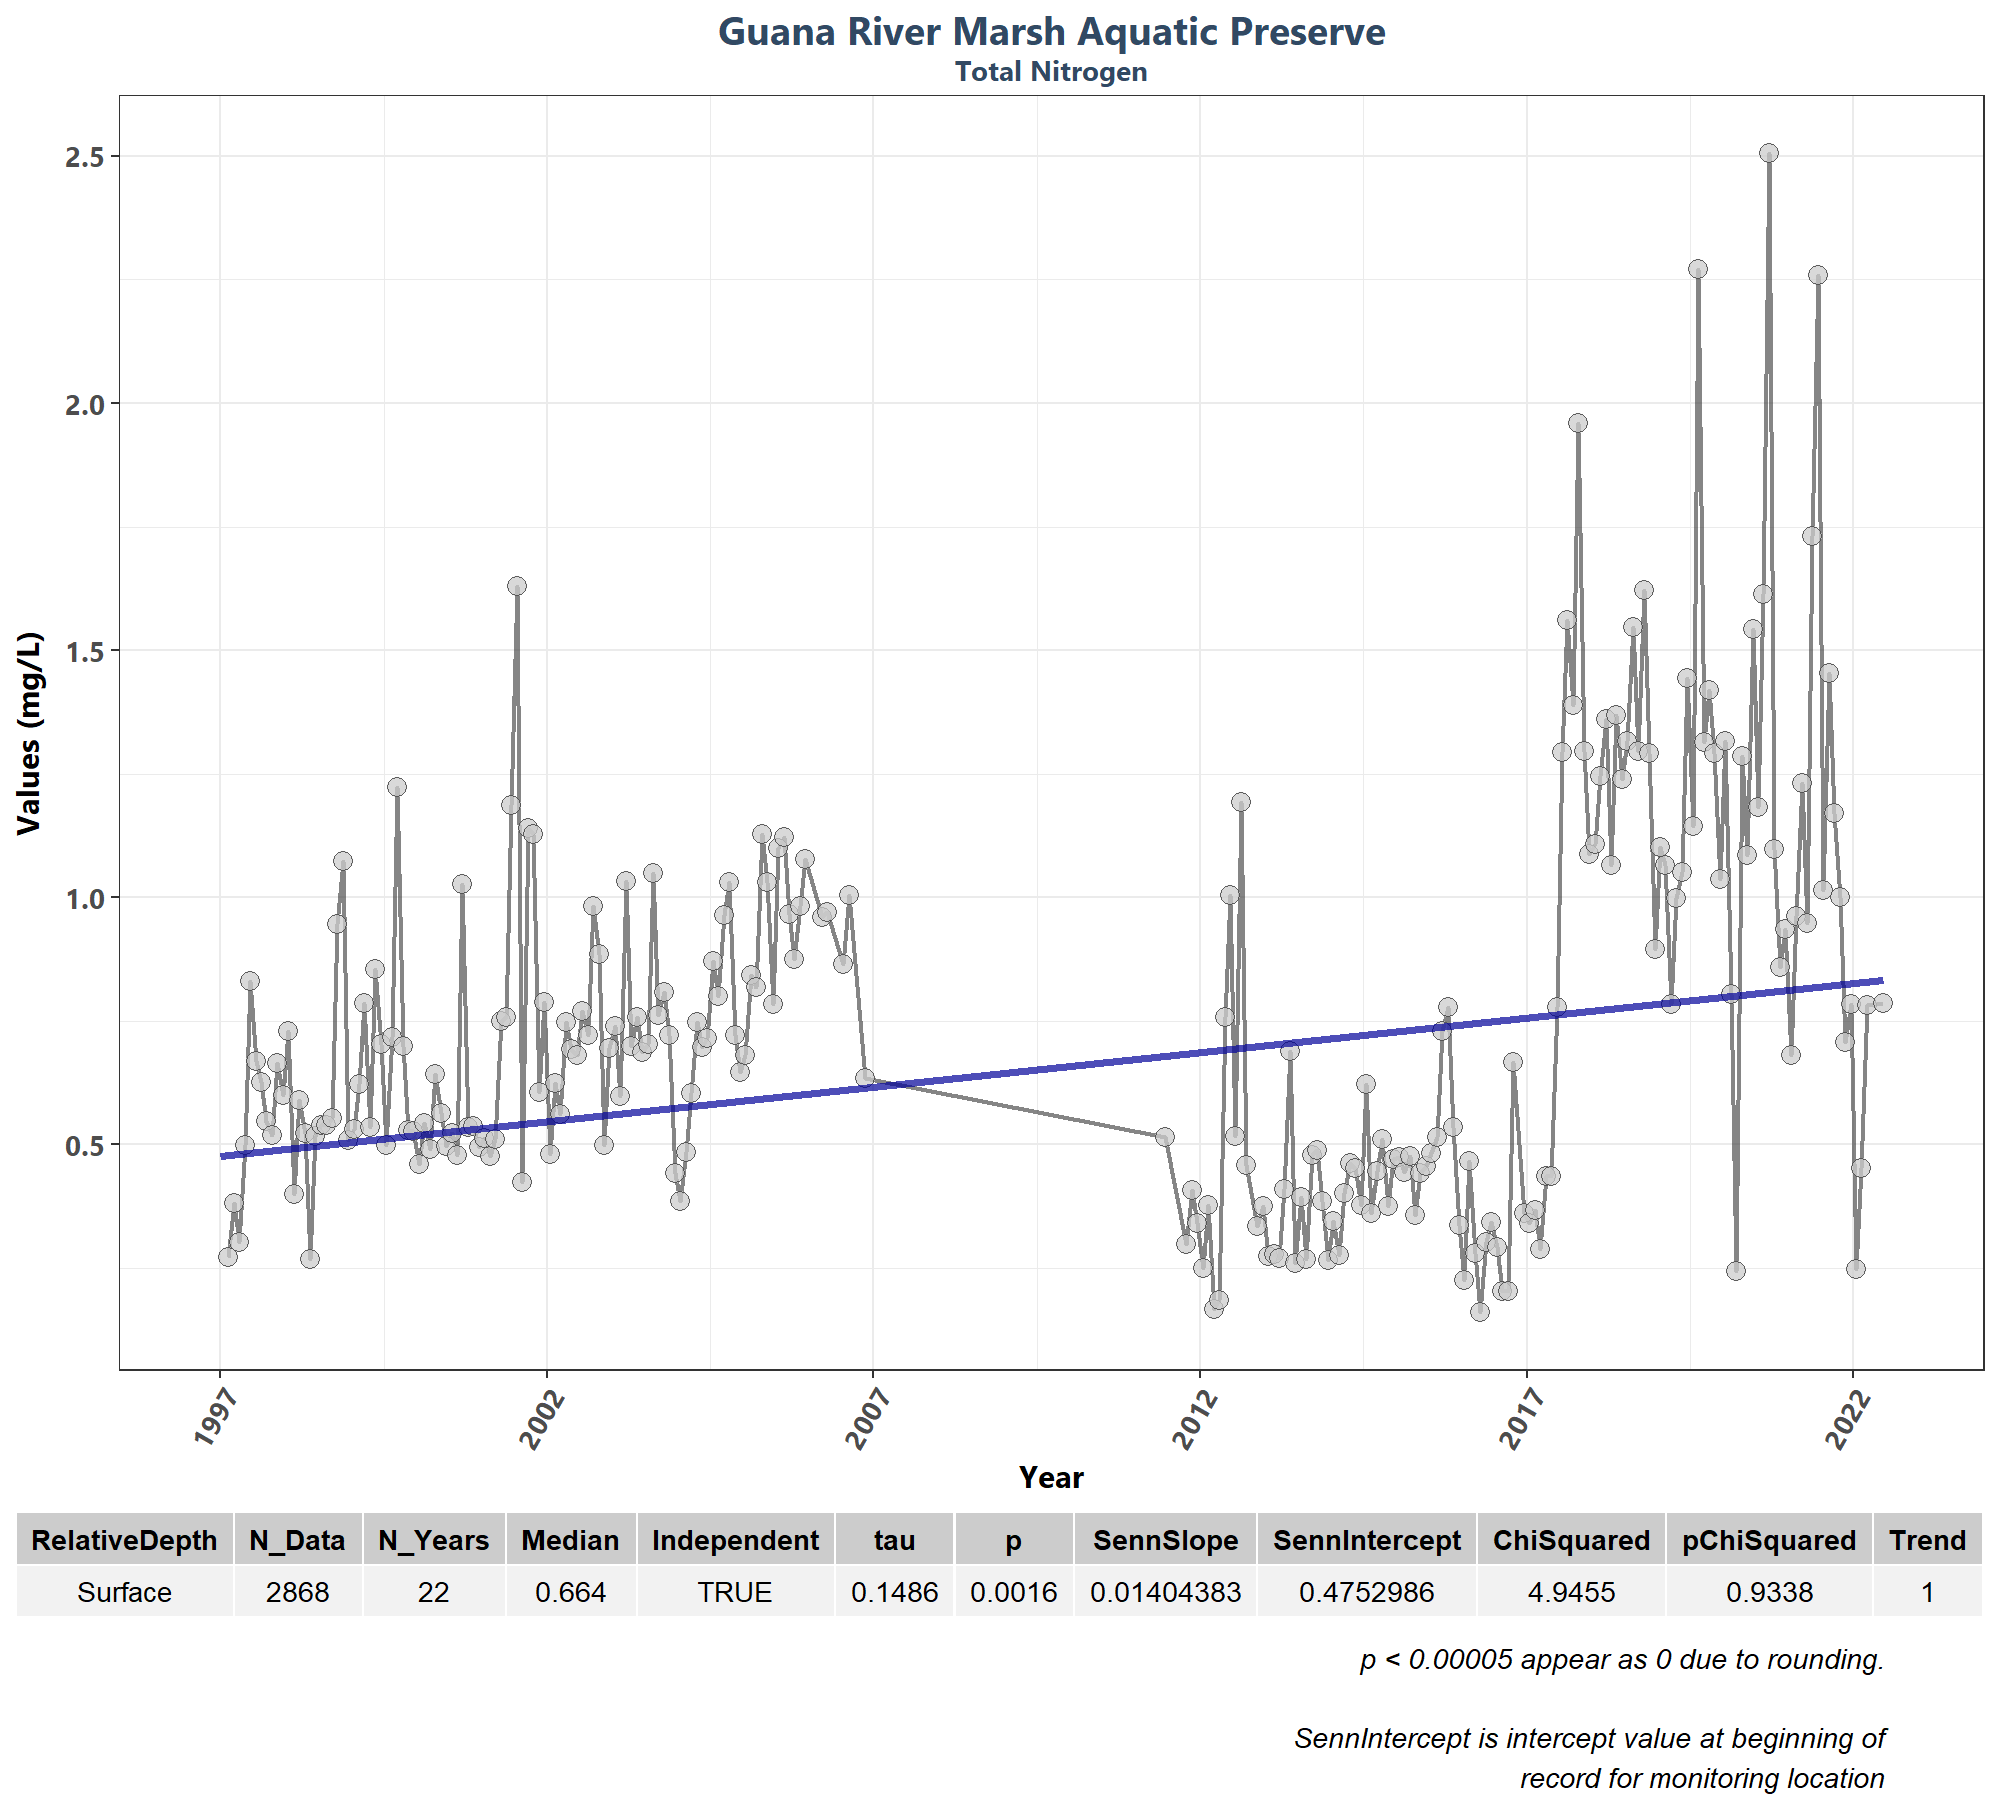 Guana River Marsh Aquatic Preserve
Total Nitrogen
Values (mg/L)
2.5
2.0
1.5
1.0
0.5
1997 2002 2007 2012 2017 2022
Year
RelativeDepth N_Data N_Years Median Independent tau p SennSlope SennIntercept ChiSquared pChiSquared Trend
Surface 2868 22 0.664 TRUE 0.1486 0.0016 0.01404383 0.4752986 4.9455 0.9338 1
p < 0.00005 appear as 0 due to rounding.
SennIntercept is intercept value at beginning of
record for monitoring location